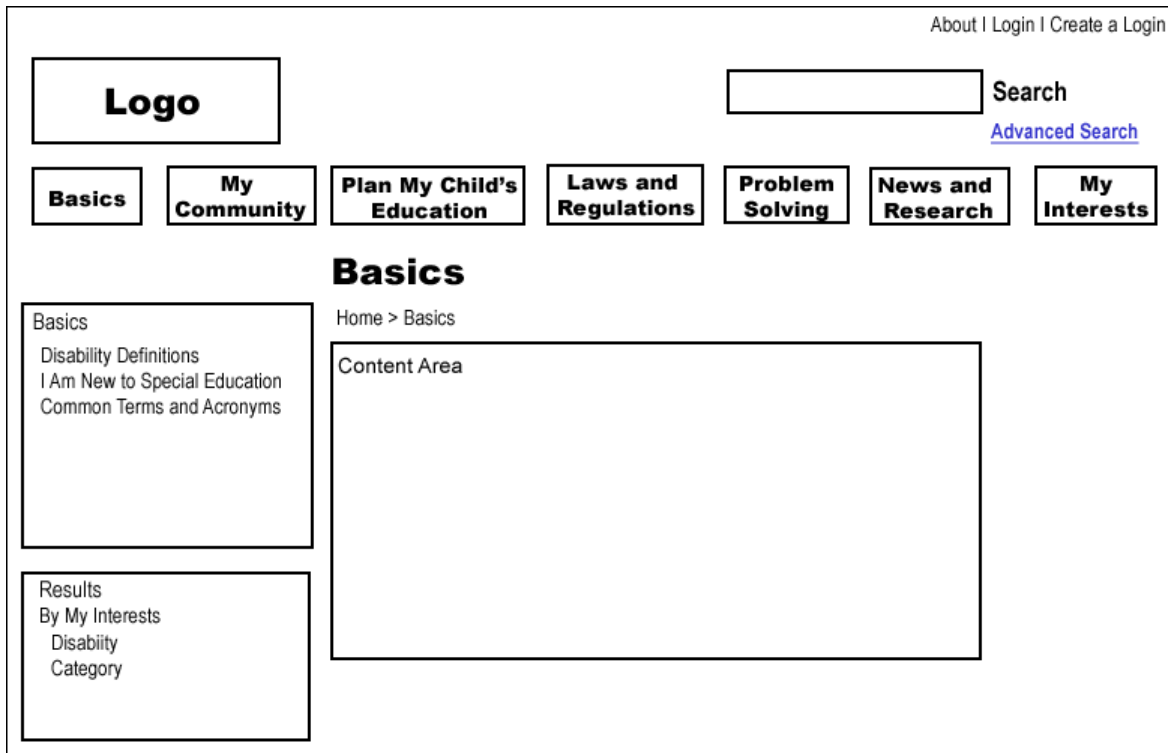 About I Login I Create a Login
Logo
Search
Advanced Search
Basics
My
Community
Plan My Child's
Education
Laws and
Regulations
Problem
Solving
News and
Research
My
Interests
Basics
Home > Basics
Basics
Disability Definitions
I Am New to Special Education
Common Terms and Acronyms
Content Area
Results
By My Interests
Disabiity
Category